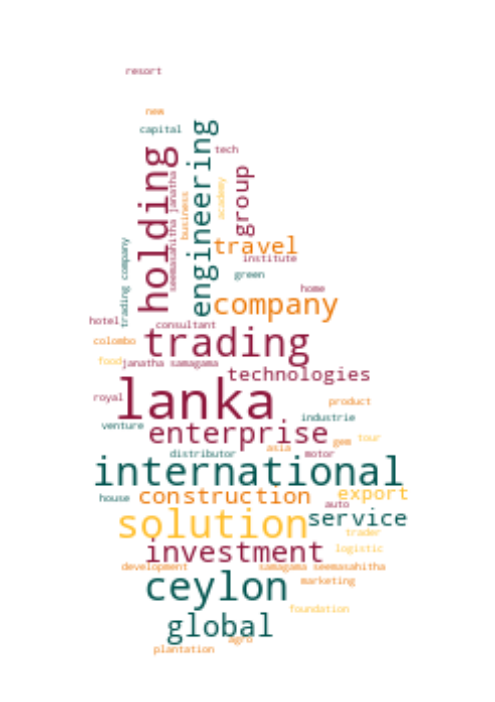 resort
new
capital
engineering
holding
tech
group
seemasahitha janatha
academy
business
travel
institute
trading company
green
home
company
hotel
consultant
trading
colombo
food
janatha samagama
technologies
lanka
royal
product
industrie
venture
enterprise
tour
gem
asia
distributor
motor
international
house
construction
export
auto
solution
service
trader
investment
logistic
development
samagama seemasahitha
ceylon
marketing
foundation
global
agro
plantation